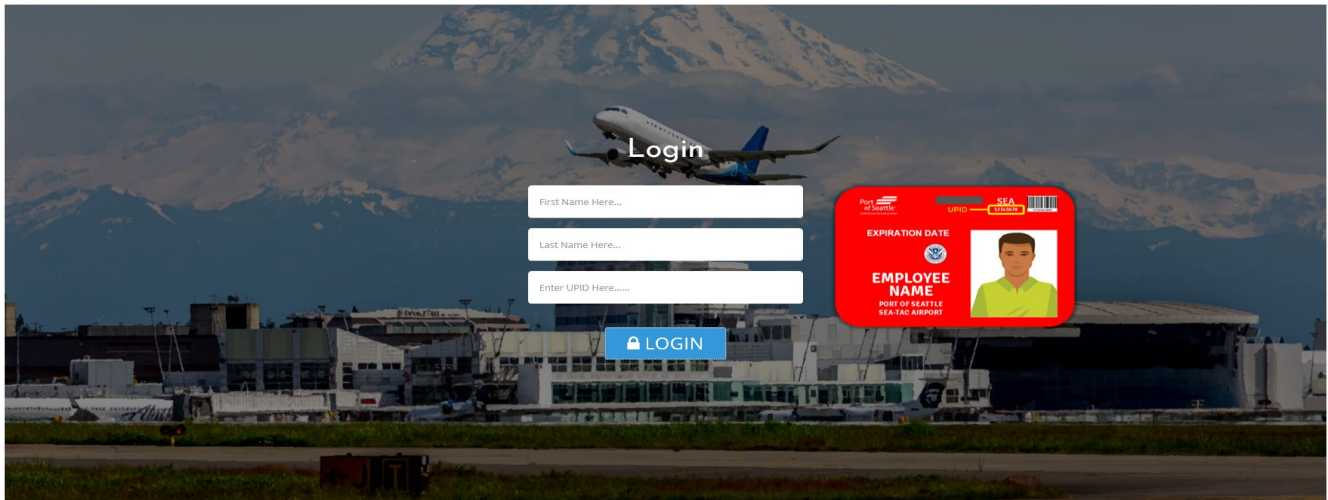 Login
First Name Here...
Last Name Here...
Enter UPID Here......
LOGIN
Port
of Seattle
SEA
UPID
12345678
EXPIRATION DATE
EMPLOYEE
NAME
PORT OF SEATTLE
SEA-TAC AIRPORT